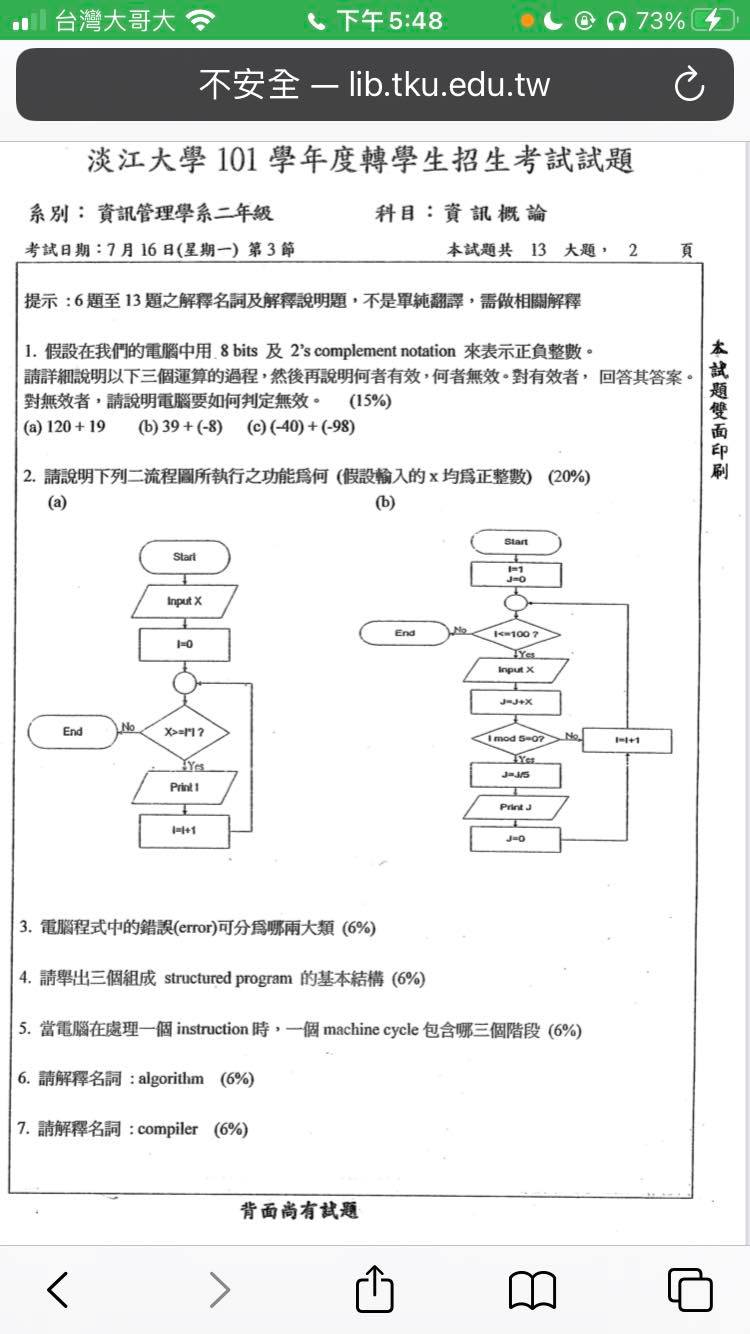 台灣大哥大 下午5:48 73%
不安全 — lib.tku.edu.tw
淡江大學 101 學年度轉學生招生考試試題
系別：資訊管理學系二年級 科目：資訊概論
考試日期：7月16日(星期一) 第3節 本試題共 13 大題， 2 頁
提示 : 6 題至 13 題之解釋名詞及解釋說明題，不是單純翻譯，需做相關解釋
1. 假設在我們的電腦中用 8 bits 及 2's complement notation 來表示正負整數。
請詳細說明以下三個運算的過程，然後再說明何者有效，何者無效。對有效者， 回答其答案。
對無效者，請說明電腦要如何判定無效。 (15%)
(a) 120 + 19 (b) 39 + (-8) (c) (-40) + (-98)
本試題雙面印刷
2. 請說明下列二流程圖所執行之功能為何 (假設輸入的 x 均為正整數) (20%)
(a) (b)
Start
Input X
I=0
X>=I*I ?
No
End
Yes
Print I
I=I+1
Start
I=1
J=0
I<=100 ?
No
End
Yes
Input X
J=J+X
I mod 5=0?
No
I=I+1
Yes
J=J/5
Print J
J=0
3. 電腦程式中的錯誤(error)可分為哪兩大類 (6%)
4. 請舉出三個組成 structured program 的基本結構 (6%)
5. 當電腦在處理一個 instruction 時，一個 machine cycle 包含哪三個階段 (6%)
6. 請解釋名詞 : algorithm (6%)
7. 請解釋名詞 : compiler (6%)
背面尚有試題